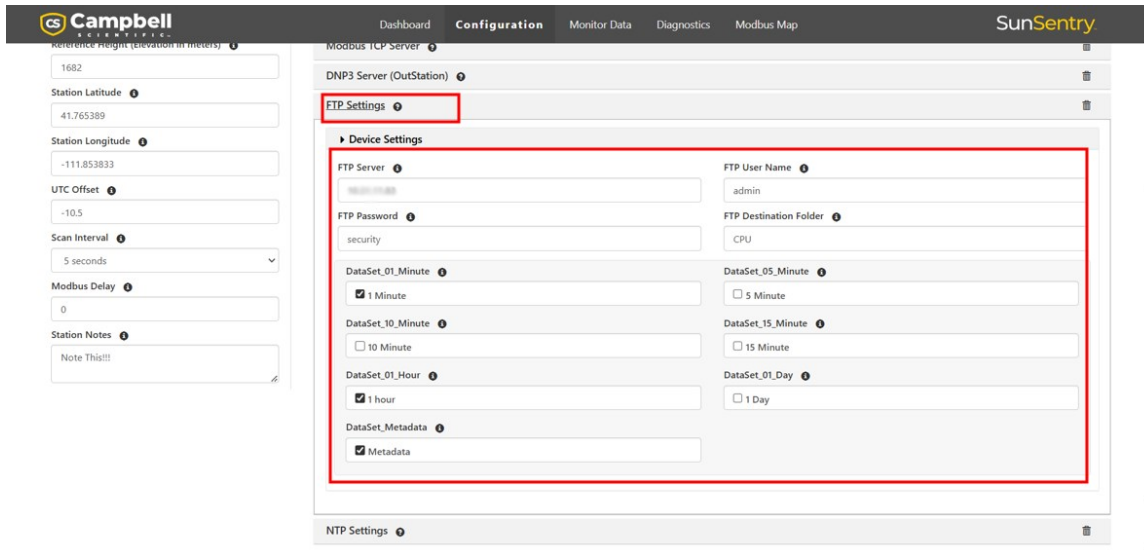 CS Campbell SCIENTIFIC
Dashboard Configuration Monitor Data Diagnostics Modbus Map
SunSentry
Reference Height (Elevation in meters)
1682
Station Latitude
41.765389
Station Longitude
-111.853833
UTC Offset
-10.5
Scan Interval
5 seconds
Modbus Delay
0
Station Notes
Note This!!!
Modbus TCP Server
DNP3 Server (OutStation)
FTP Settings
Device Settings
FTP Server FTP User Name
admin
FTP Password FTP Destination Folder
security CPU
DataSet_01_Minute DataSet_05_Minute
1 Minute 5 Minute
DataSet_10_Minute DataSet_15_Minute
10 Minute 15 Minute
DataSet_01_Hour DataSet_01_Day
1 hour 1 Day
DataSet_Metadata
Metadata
NTP Settings